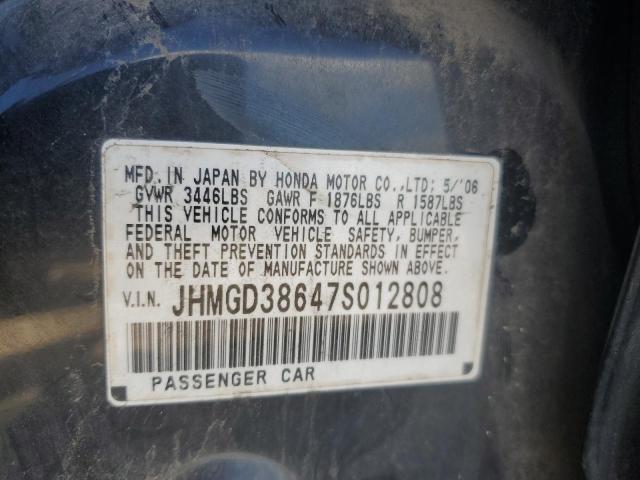 MFD. IN JAPAN BY HONDA MOTOR CO., LTD; 5/'06
GVWR 3446LBS GAWR F 1876LBS R 1587LBS
THIS VEHICLE CONFORMS TO ALL APPLICABLE
FEDERAL MOTOR VEHICLE SAFETY, BUMPER,
AND THEFT PREVENTION STANDARDS IN EFFECT
ON THE DATE OF MANUFACTURE SHOWN ABOVE.
V.I.N. JHMGD38647S012808
PASSENGER CAR